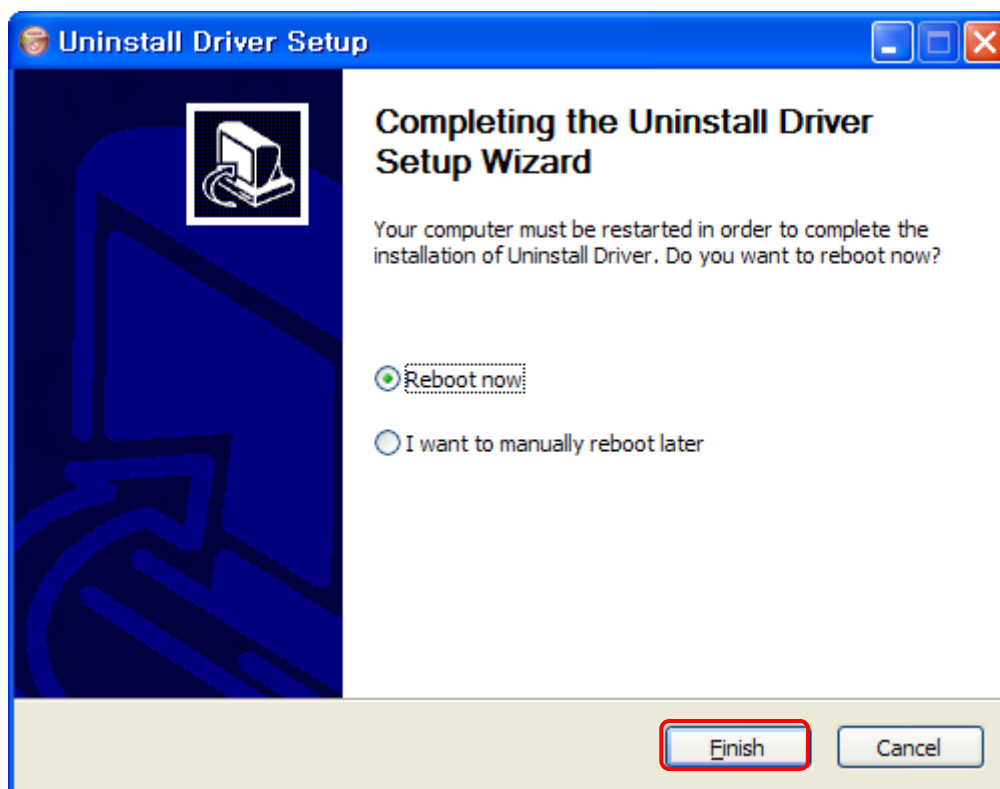 Uninstall Driver Setup
Completing the Uninstall Driver
Setup Wizard
Your computer must be restarted in order to complete the
installation of Uninstall Driver. Do you want to reboot now?
Reboot now
I want to manually reboot later
Finish
Cancel